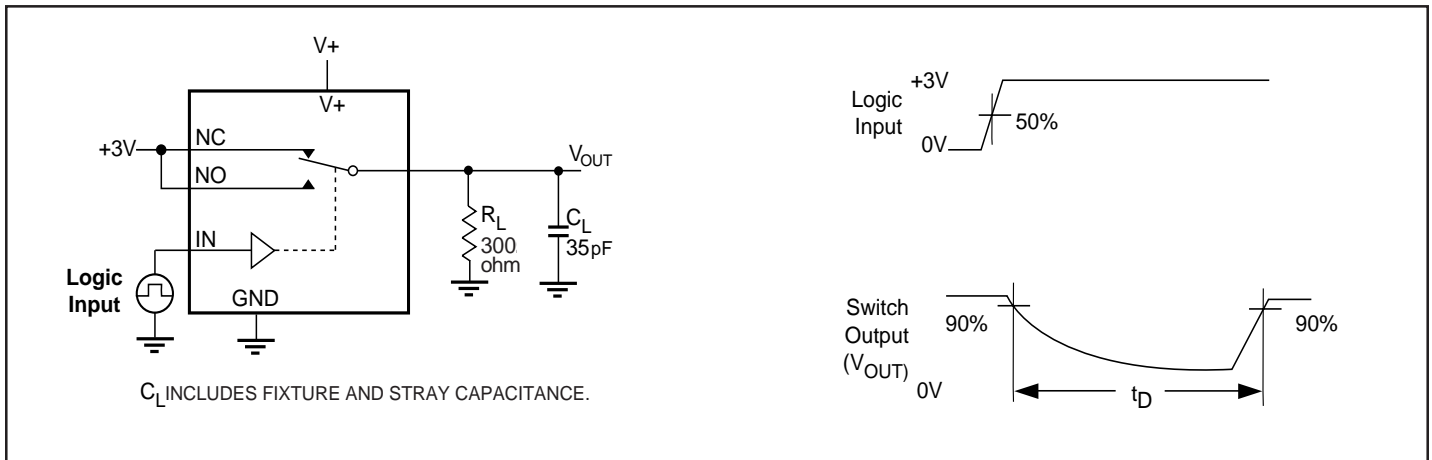 V+
V+
+3V
NC
NO
IN
GND
Logic
Input
VOUT
RL
300
ohm
CL
35pF
CL INCLUDES FIXTURE AND STRAY CAPACITANCE.
Logic
Input
+3V
0V
50%
Switch
Output
(VOUT)
90%
90%
0V
tD